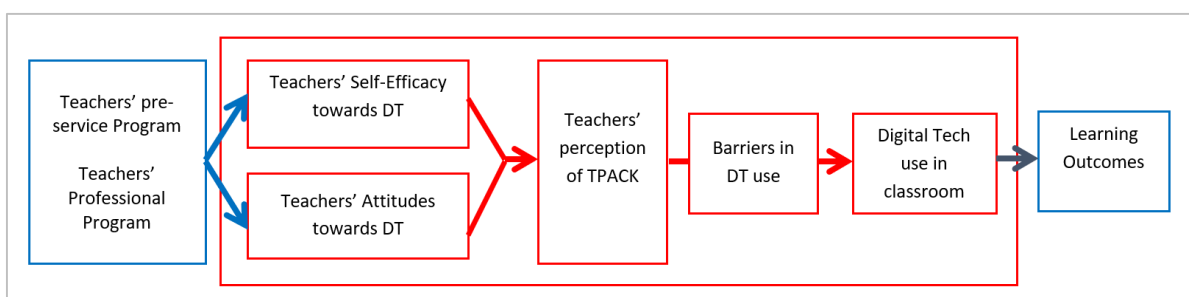 Teachers’ pre-
service Program
Teachers’
Professional
Program
Teachers’ Self-Efficacy
towards DT
Teachers’ Attitudes
towards DT
Teachers’
perception
of TPACK
Barriers in
DT use
Digital Tech
use in
classroom
Learning
Outcomes